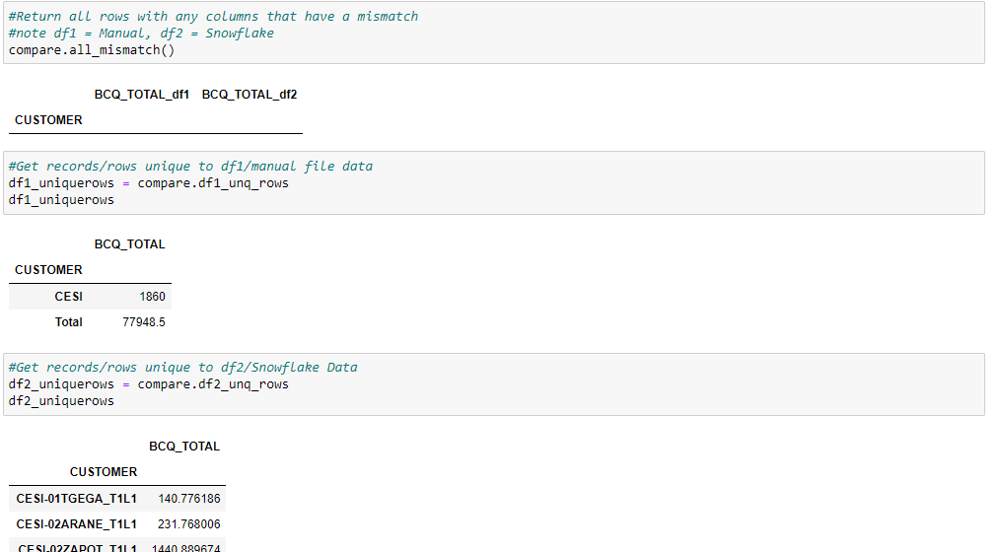 #Return all rows with any columns that have a mismatch
#note df1 = Manual, df2 = Snowflake
compare.all_mismatch()
BCQ_TOTAL_df1 BCQ_TOTAL_df2
CUSTOMER
#Get records/rows unique to df1/manual file data
df1_uniquerows = compare.df1_unq_rows
df1_uniquerows
BCQ_TOTAL
CUSTOMER
CESI 1860
Total 77948.5
#Get records/rows unique to df2/Snowflake Data
df2_uniquerows = compare.df2_unq_rows
df2_uniquerows
BCQ_TOTAL
CUSTOMER
CESI-01TGEGA_T1L1 140.776186
CESI-02ARANE_T1L1 231.768006
CESI-02ZAPOT_T1L1 1440.889674